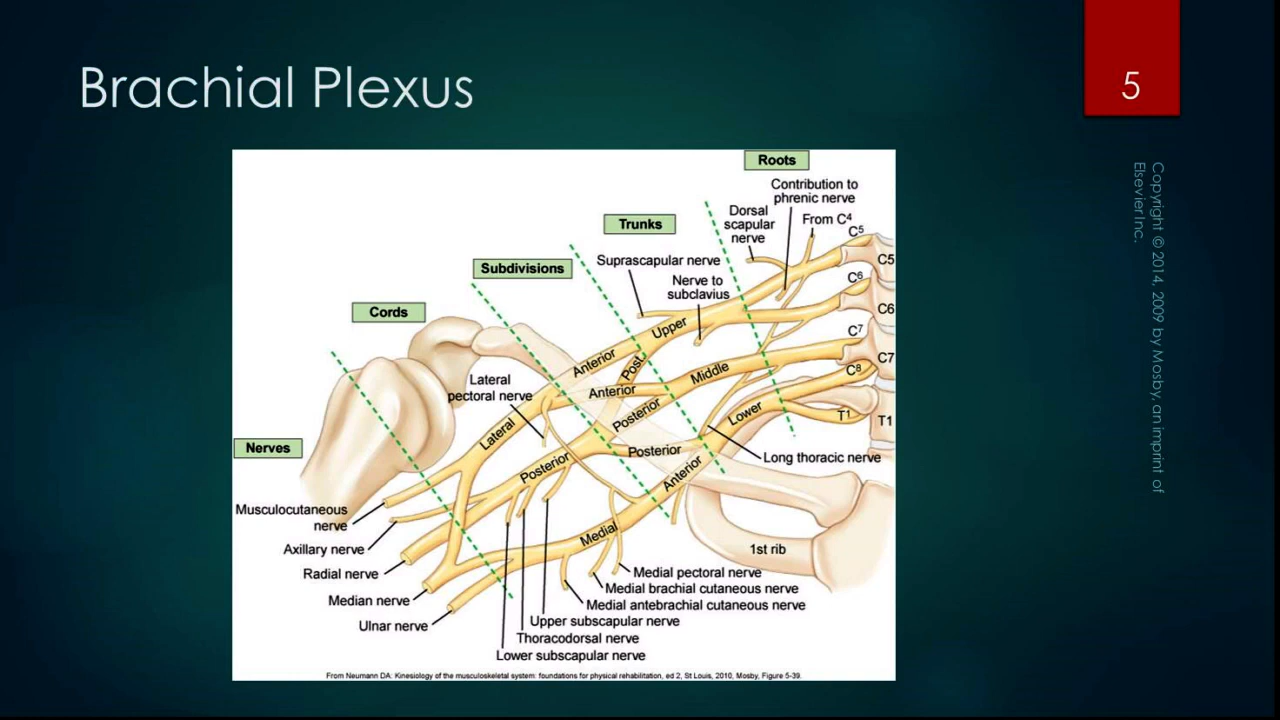 Brachial Plexus
5
Copyright © 2014, 2009 by Mosby, an imprint of
Elsevier Inc.
Roots
Contribution to
phrenic nerve
Dorsal
scapular
nerve
From C4
C5
C5
Trunks
Suprascapular nerve
Nerve to
subclavius
C6
C6
Subdivisions
Cords
Upper
C7
C7
Anterior
Post
Middle
C8
Lateral
pectoral nerve
Anterior
Posterior
Lower
T1
T1
Lateral
Nerves
Posterior
Posterior
Anterior
Long thoracic nerve
Musculocutaneous
nerve
Medial
Axillary nerve
1st rib
Radial nerve
Medial pectoral nerve
Medial brachial cutaneous nerve
Median nerve
Medial antebrachial cutaneous nerve
Ulnar nerve
Upper subscapular nerve
Thoracodorsal nerve
Lower subscapular nerve
From Neumann DA: Kinesiology of the musculoskeletal system: foundations for physical rehabilitation, ed 2, St Louis, 2010, Mosby, Figure 5-39.